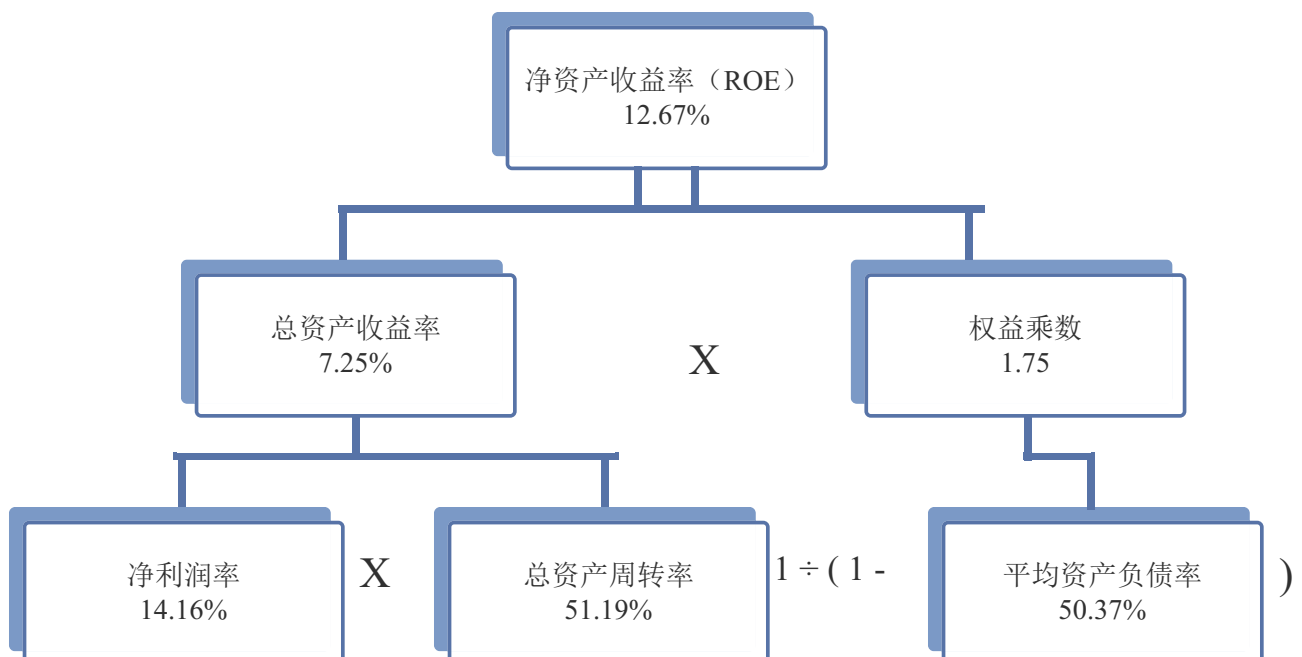 净资产收益率（ROE）
12.67%
总资产收益率
7.25%
X
权益乘数
1.75
净利润率
14.16%
X
总资产周转率
51.19%
1 ÷ ( 1 -
平均资产负债率
50.37%
)